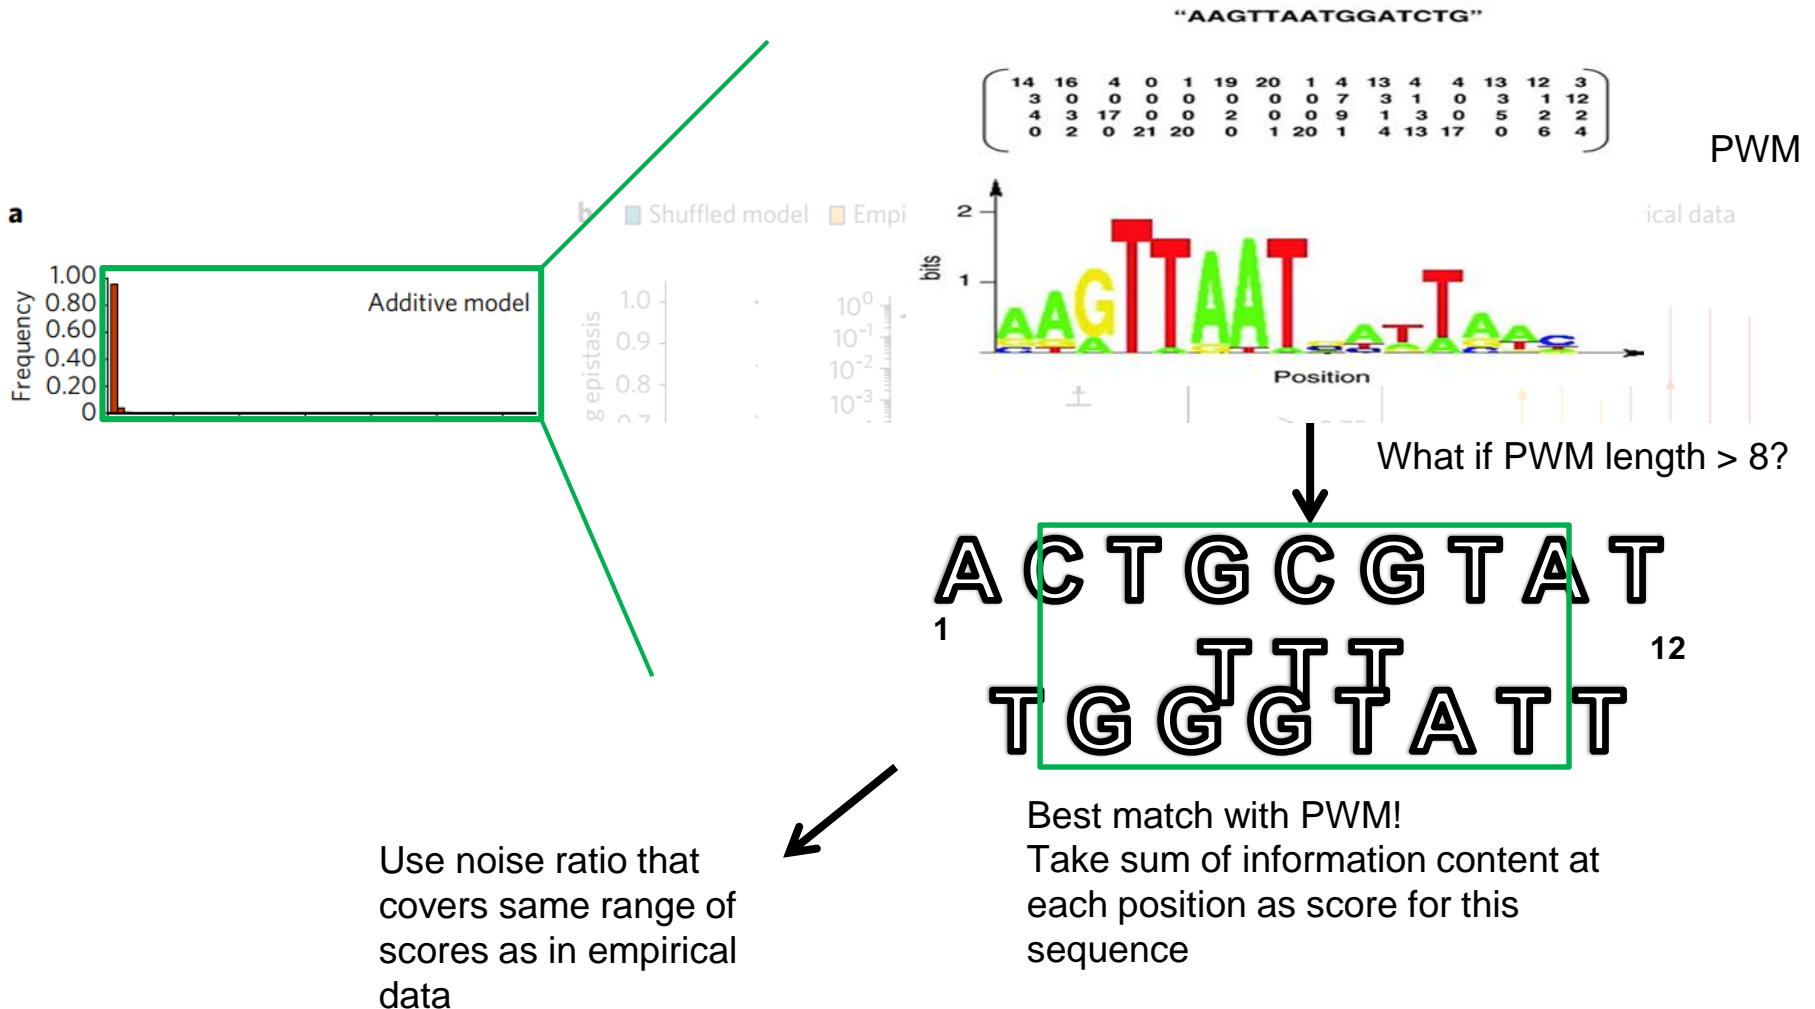 "AAGTTAATGGATCTG"
14 16 4 0 1 19 20 1 4 13 4 4 13 12 3
3 0 0 0 0 0 0 0 7 3 1 0 3 1 12
4 3 17 0 0 2 0 0 9 1 3 0 5 2 2
0 2 0 21 20 0 1 20 1 4 13 17 0 6 4
PWM
a
b
Shuffled model
Empi
rical data
2
1
bits
Position
1.00
0.80
0.60
0.40
0.20
0
Frequency
Additive model
1.0
0.9
0.8
0.7
g epistasis
10^0
10^-1
10^-2
10^-3
What if PWM length > 8?
A C T G C G T A T
1
12
T T T
T G G G T A T T
Best match with PWM!
Take sum of information content at
each position as score for this
sequence
Use noise ratio that
covers same range of
scores as in empirical
data